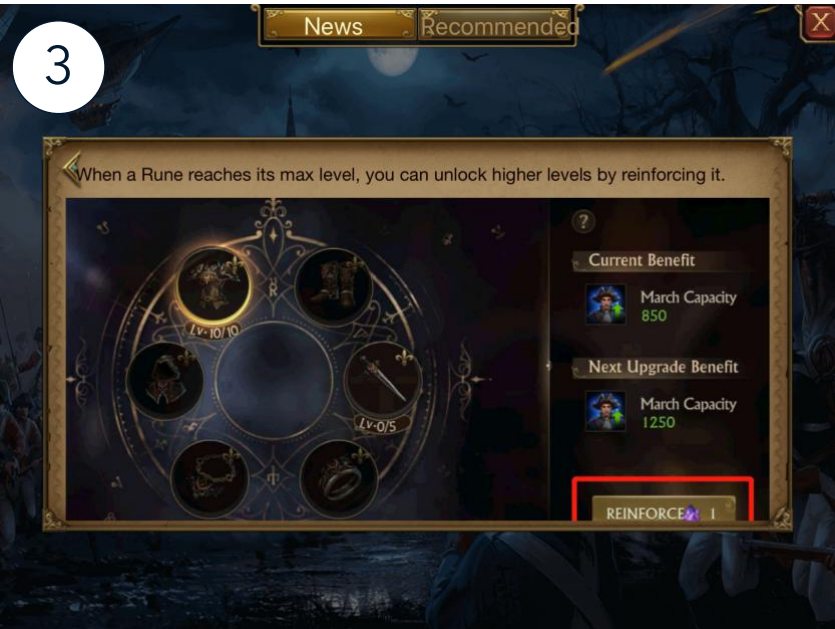 News
Recommended
X
3
When a Rune reaches its max level, you can unlock higher levels by reinforcing it.
?
Current Benefit
March Capacity
850
Lv·10/10
Next Upgrade Benefit
March Capacity
1250
Lv·0/5
REINFORCE 1